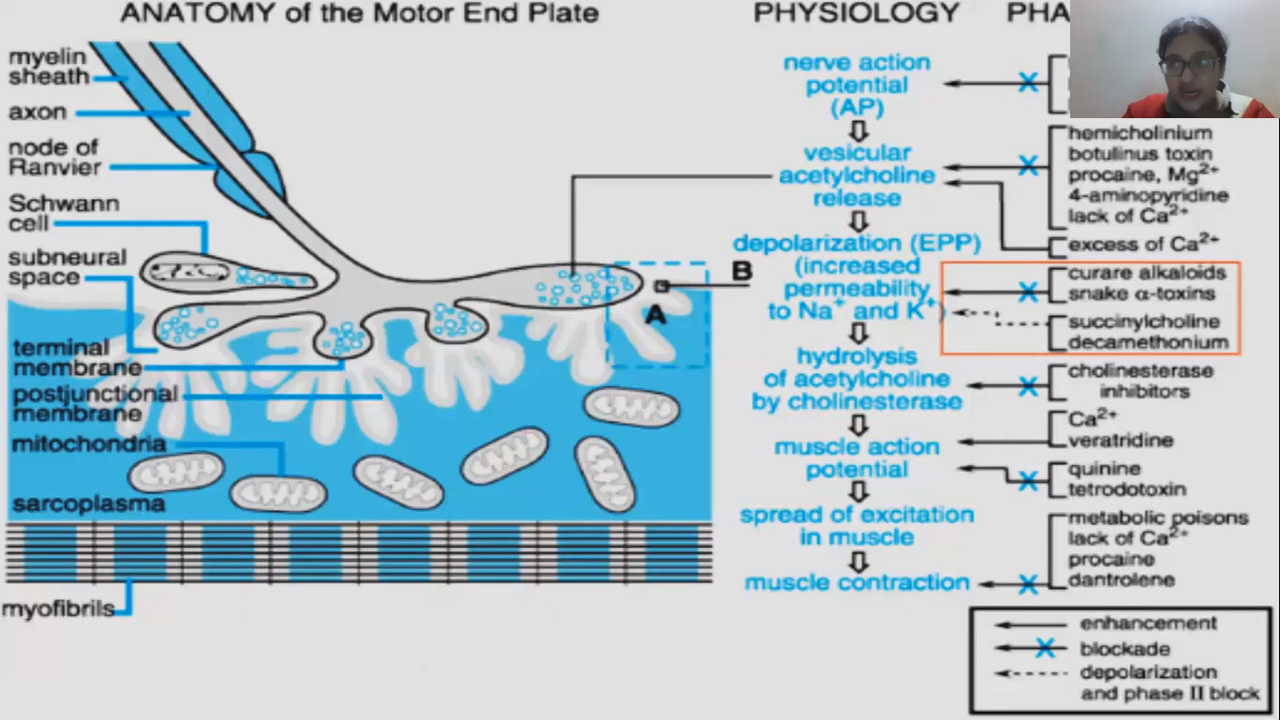 ANATOMY of the Motor End Plate
myelin
sheath
axon
node of
Ranvier
Schwann
cell
subneural
space
terminal
membrane
postjunctional
membrane
mitochondria
sarcoplasma
myofibrils
A
B
PHYSIOLOGY
nerve action
potential
(AP)
vesicular
acetylcholine
release
depolarization (EPP)
(increased
permeability
to Na⁺ and K⁺)
hydrolysis
of acetylcholine
by cholinesterase
muscle action
potential
spread of excitation
in muscle
muscle contraction
PHA
hemicholinium
botulinus toxin
procaine, Mg²⁺
4-aminopyridine
lack of Ca²⁺
excess of Ca²⁺
curare alkaloids
snake α-toxins
succinylcholine
decamethonium
cholinesterase
inhibitors
Ca²⁺
veratridine
quinine
tetrodotoxin
metabolic poisons
lack of Ca²⁺
procaine
dantrolene
enhancement
blockade
depolarization
and phase II block